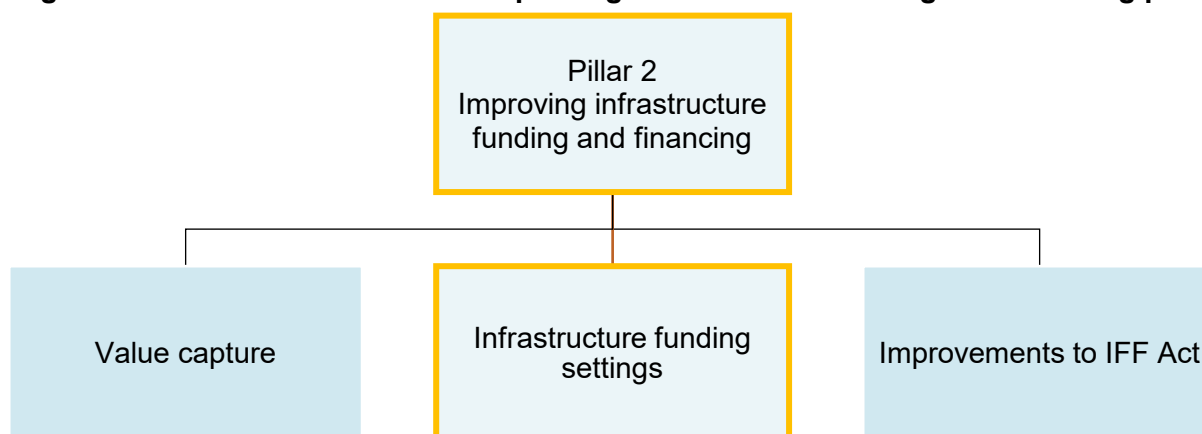 Pillar 2
Improving infrastructure
funding and financing
Value capture
Infrastructure funding
settings
Improvements to IFF Act